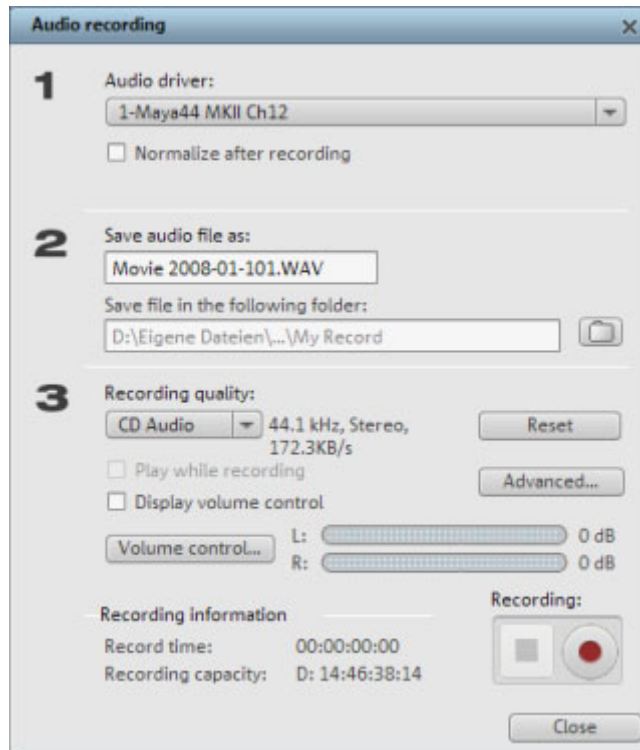 Audio recording
1
Audio driver:
1-Maya44 MKII Ch12
Normalize after recording
2
Save audio file as:
Movie 2008-01-101.WAV
Save file in the following folder:
D:\Eigene Dateien\...\My Record
3
Recording quality:
CD Audio 44.1 kHz, Stereo,
172.3KB/s
Reset
Play while recording
Advanced...
Display volume control
Volume control...
L: 0 dB
R: 0 dB
Recording information
Recording:
Record time: 00:00:00:00
Recording capacity: D: 14:46:38:14
Close